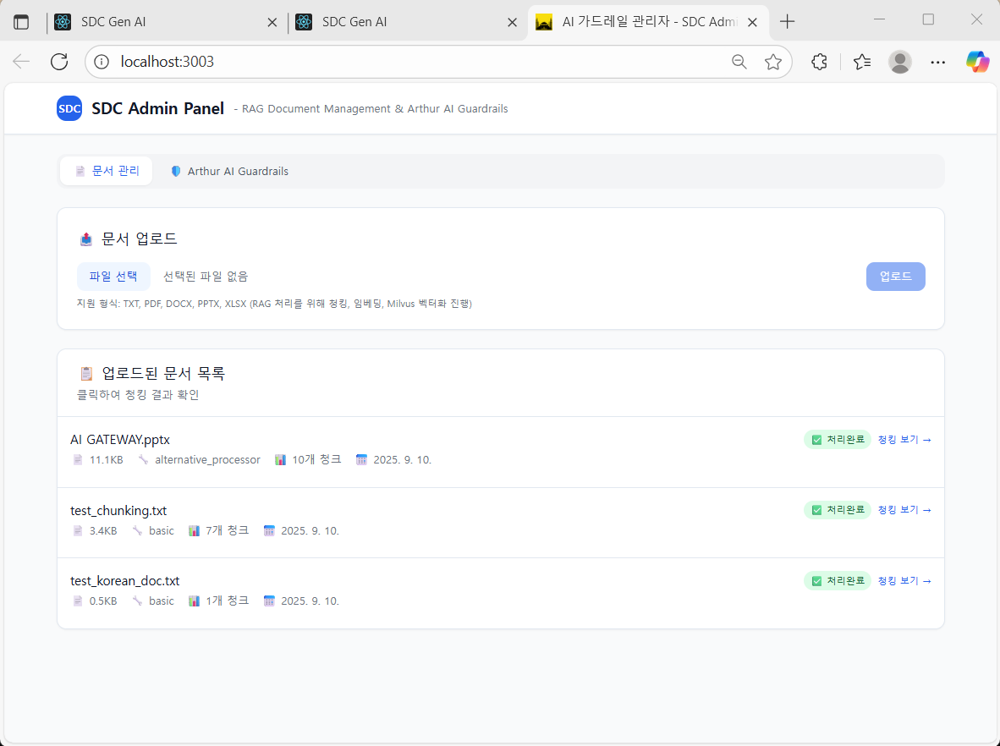 SDC Gen AI
SDC Gen AI
AI 가드레일 관리자 - SDC Adm
localhost:3003
SDC SDC Admin Panel - RAG Document Management & Arthur AI Guardrails
문서 관리 Arthur AI Guardrails
문서 업로드
파일 선택 선택된 파일 없음 업로드
지원 형식: TXT, PDF, DOCX, PPTX, XLSX (RAG 처리를 위해 청킹, 임베딩, Milvus 벡터화 진행)
업로드된 문서 목록
클릭하여 청킹 결과 확인
AI GATEWAY.pptx 처리완료 청킹 보기 →
11.1KB alternative_processor 10개 청크 2025. 9. 10.
test_chunking.txt 처리완료 청킹 보기 →
3.4KB basic 7개 청크 2025. 9. 10.
test_korean_doc.txt 처리완료 청킹 보기 →
0.5KB basic 1개 청크 2025. 9. 10.